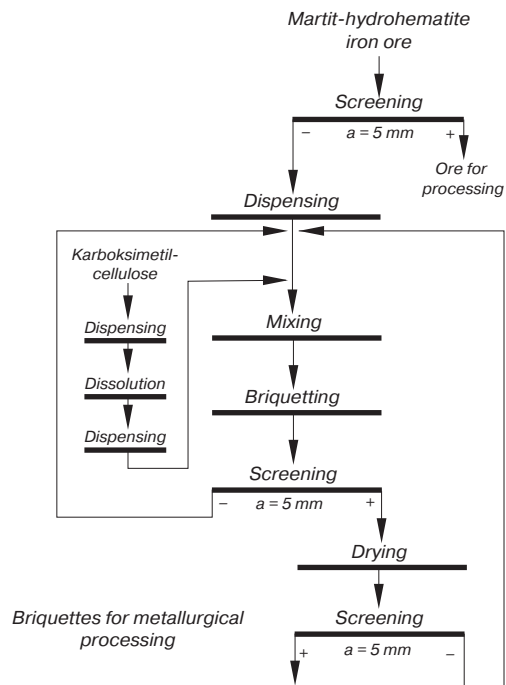 Martit-hydrohematite
iron ore
Screening
– a = 5 mm +
Ore for
processing
Dispensing
Karboksimetil-
cellulose
Dispensing
Dissolution
Dispensing
Mixing
Briquetting
Screening
– a = 5 mm +
Drying
Screening
+ a = 5 mm –
Briquettes for metallurgical
processing